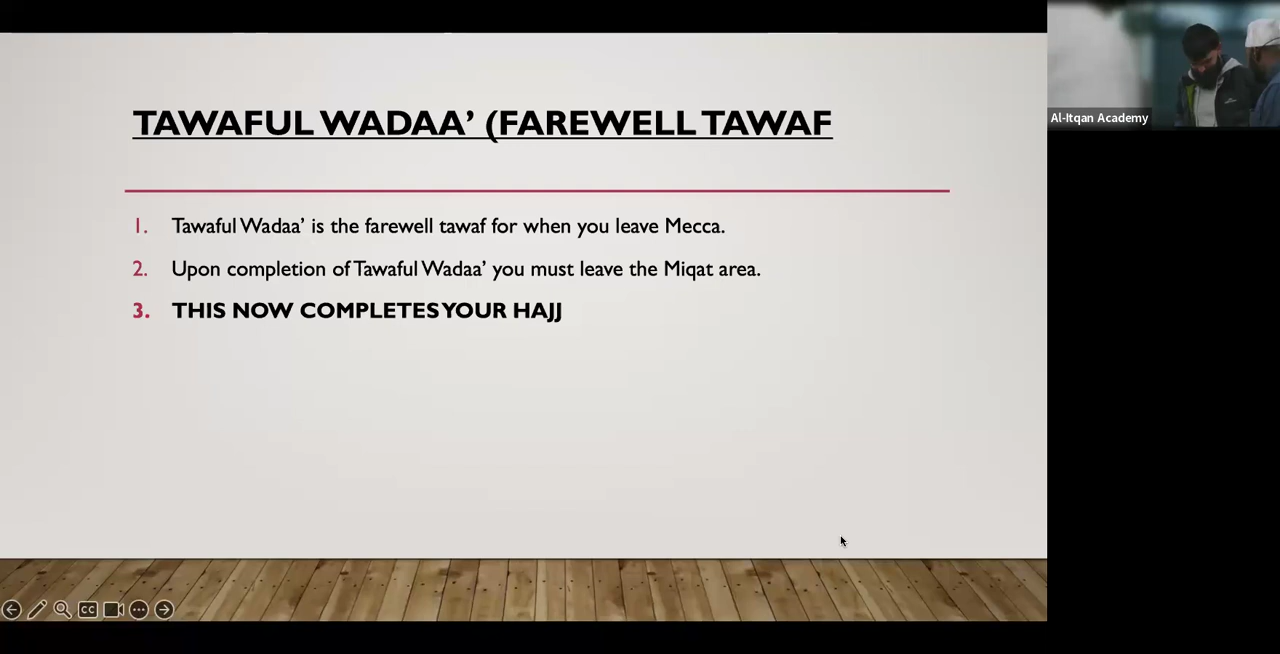 TAWAFUL WADAA’ (FAREWELL TAWAF
1. Tawaful Wadaa’ is the farewell tawaf for when you leave Mecca.
2. Upon completion of Tawaful Wadaa’ you must leave the Miqat area.
3. THIS NOW COMPLETES YOUR HAJJ
Al-Itqan Academy
CC